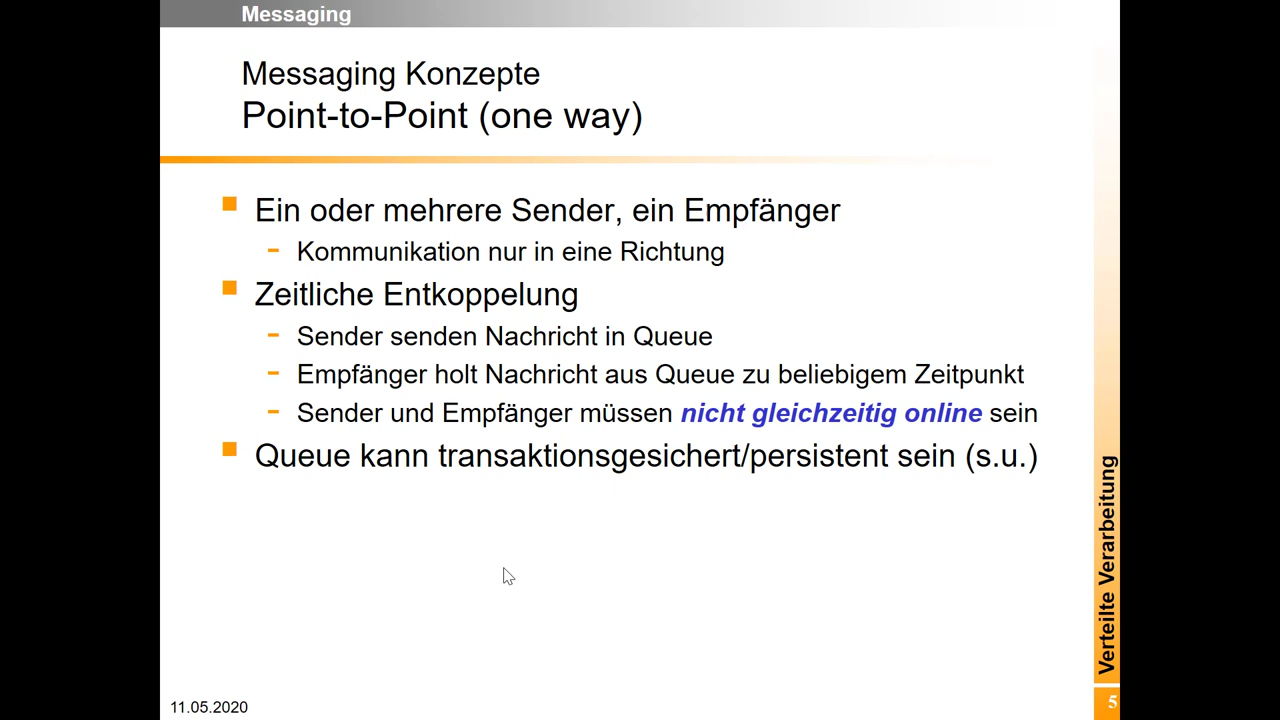 Messaging
Messaging Konzepte
Point-to-Point (one way)
Ein oder mehrere Sender, ein Empfänger
- Kommunikation nur in eine Richtung
Zeitliche Entkoppelung
- Sender senden Nachricht in Queue
- Empfänger holt Nachricht aus Queue zu beliebigem Zeitpunkt
- Sender und Empfänger müssen nicht gleichzeitig online sein
Queue kann transaktionsgesichert/persistent sein (s.u.)
Verteilte Verarbeitung
11.05.2020
5